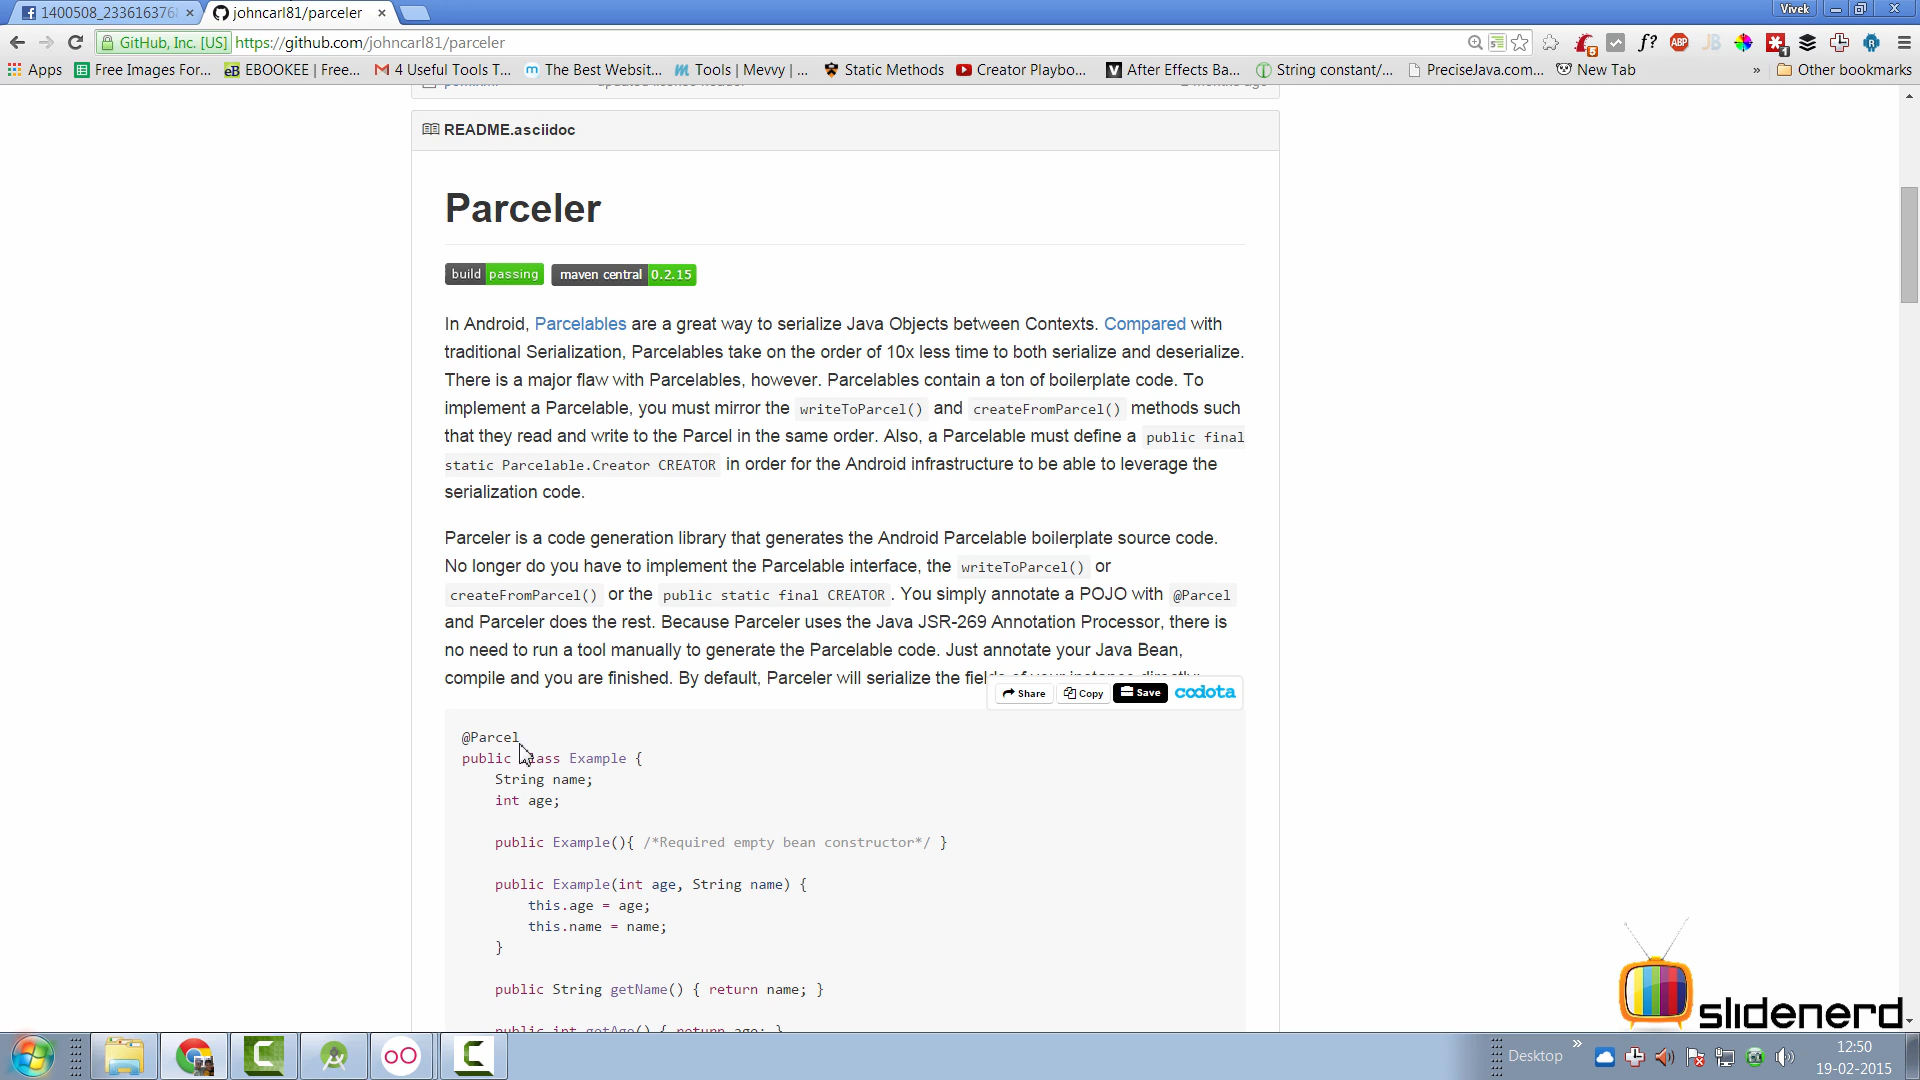 1400508_233616376
johncarl81/parceler
Vivek
GitHub, Inc. [US] https://github.com/johncarl81/parceler
Apps Free Images For... eB EBOOKEE | Free... 4 Useful Tools T... The Best Websit... Tools | Mevvy | ... Static Methods Creator Playbo... After Effects Ba... String constant/... PreciseJava.com... New Tab » Other bookmarks
README.asciidoc
Parceler
build passing maven central 0.2.15
In Android, Parcelables are a great way to serialize Java Objects between Contexts. Compared with
traditional Serialization, Parcelables take on the order of 10x less time to both serialize and deserialize.
There is a major flaw with Parcelables, however. Parcelables contain a ton of boilerplate code. To
implement a Parcelable, you must mirror the writeToParcel() and createFromParcel() methods such
that they read and write to the Parcel in the same order. Also, a Parcelable must define a public final
static Parcelable.Creator CREATOR in order for the Android infrastructure to be able to leverage the
serialization code.
Parceler is a code generation library that generates the Android Parcelable boilerplate source code.
No longer do you have to implement the Parcelable interface, the writeToParcel() or
createFromParcel() or the public static final CREATOR . You simply annotate a POJO with @Parcel
and Parceler does the rest. Because Parceler uses the Java JSR-269 Annotation Processor, there is
no need to run a tool manually to generate the Parcelable code. Just annotate your Java Bean,
compile and you are finished. By default, Parceler will serialize the fields of your instance directly:
Share Copy Save codota
@Parcel
public class Example {
String name;
int age;
public Example(){ /*Required empty bean constructor*/ }
public Example(int age, String name) {
this.age = age;
this.name = name;
}
public String getName() { return name; }
public int getAge() { return age; }
slidenerd
Desktop »
12:50
19-02-2015